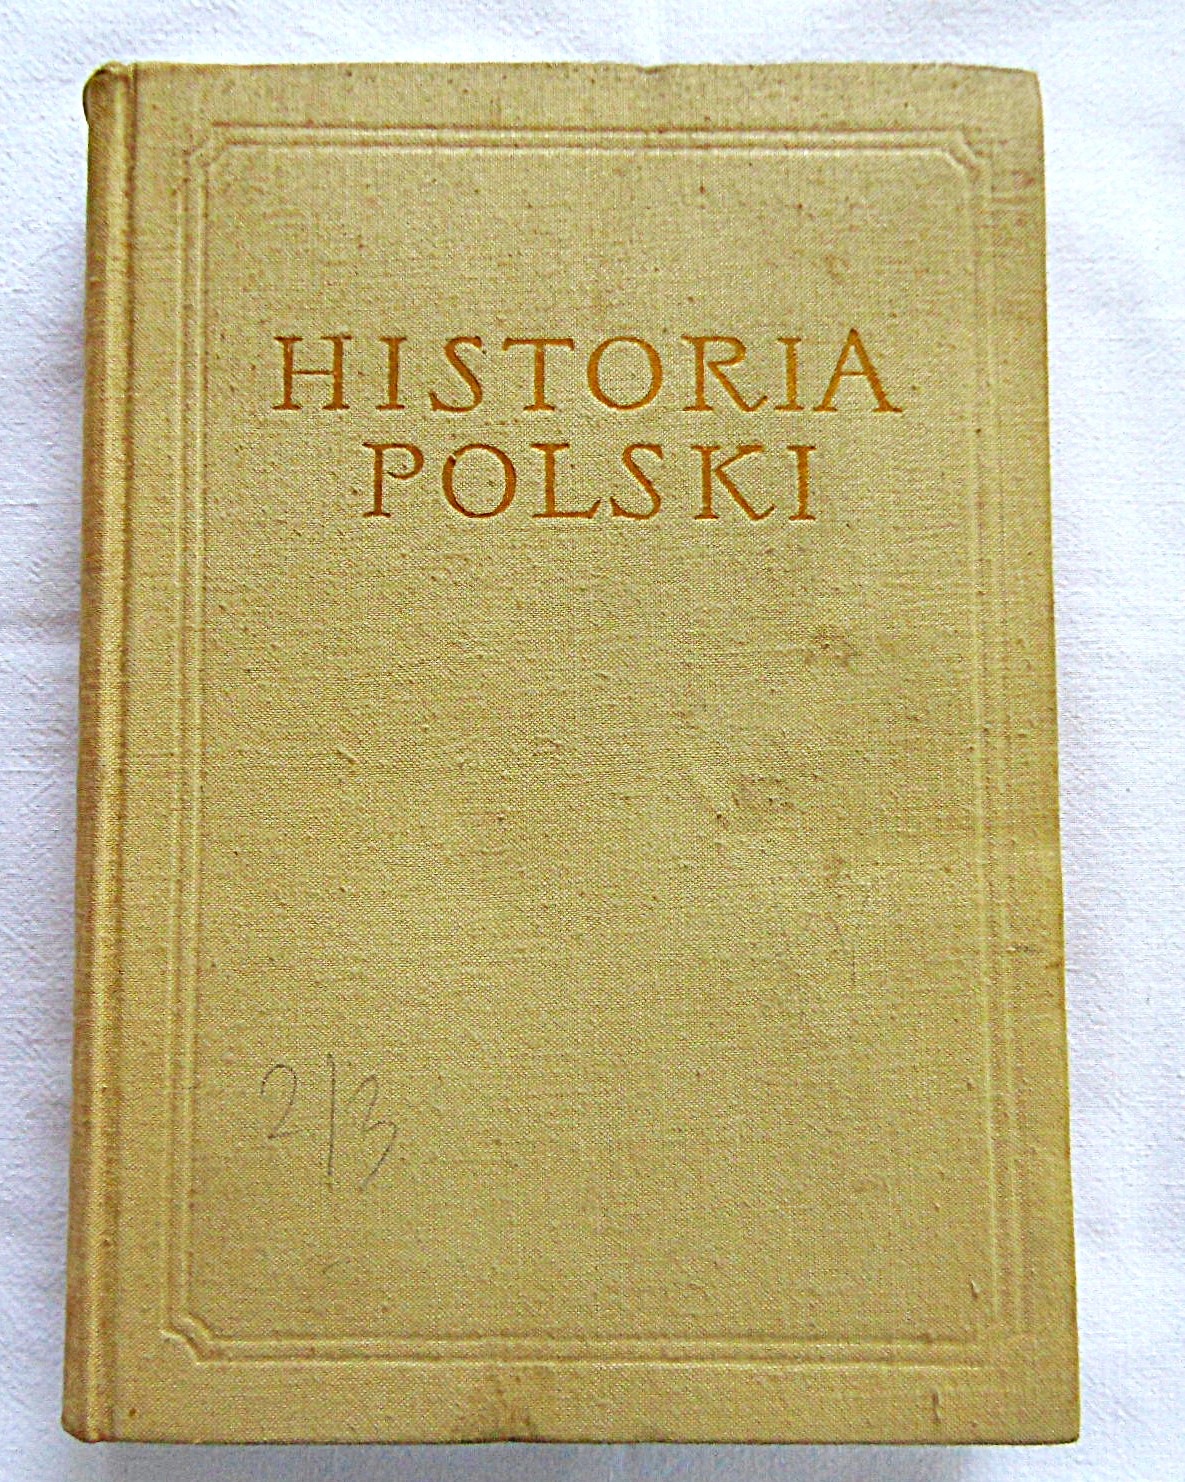 HISTORIA
POLSKI
2/3